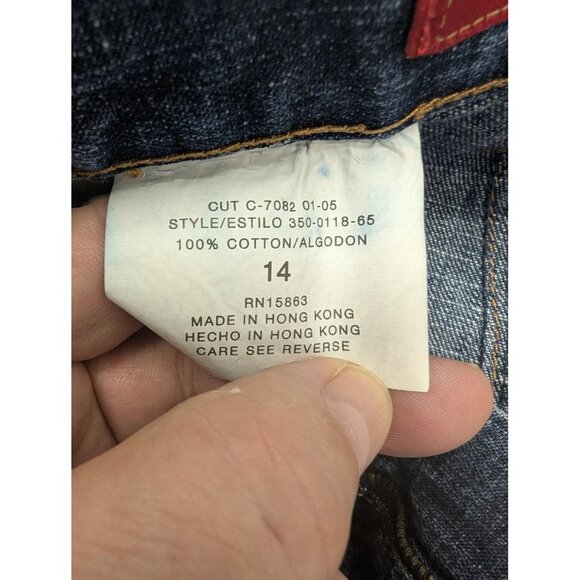 CUT C-7082 01-05
STYLE/ESTILO 350-0118-65
100% COTTON/ALGODON
14
RN15863
MADE IN HONG KONG
HECHO IN HONG KONG
CARE SEE REVERSE